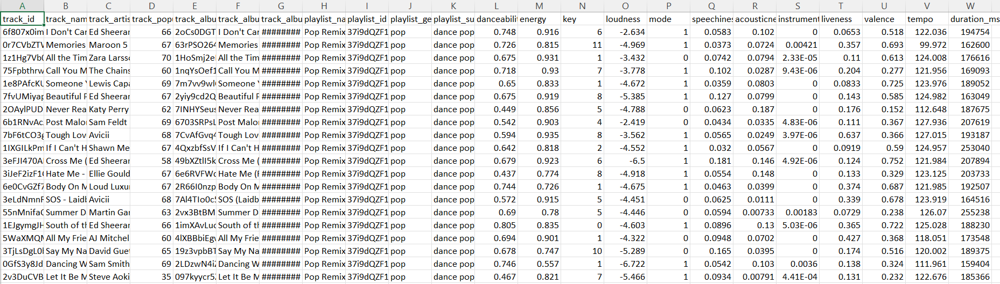 A B C D E F G H I J K L M N O P Q R S T U V W
track_id track_nam track_artis track_popu track_albu track_albu track_albu playlist_na playlist_id playlist_ge playlist_su danceabilit energy key loudness mode speechines acousticne instrument liveness valence tempo duration_ms
6f807x0im I Don't Car Ed Sheerar 66 2oCs0DGT I Don't Car ######## Pop Remix 37i9dQZF1 pop dance pop 0.748 0.916 6 -2.634 1 0.0583 0.102 0 0.0653 0.518 122.036 194754
0r7CVbZTV Memories Maroon 5 67 63rPSO264 Memories ######## Pop Remix 37i9dQZF1 pop dance pop 0.726 0.815 11 -4.969 1 0.0373 0.0724 0.00421 0.357 0.693 99.972 162600
1z1Hg7Vb0 All the Tim Zara Larsso 70 1HoSmj2e All the Tim ######## Pop Remix 37i9dQZF1 pop dance pop 0.675 0.931 1 -3.432 0 0.0742 0.0794 2.33E-05 0.11 0.613 124.008 176616
75Fpbthrw Call You M The Chains 60 1nqYsOef1 Call You M ######## Pop Remix 37i9dQZF1 pop dance pop 0.718 0.93 7 -3.778 1 0.102 0.0287 9.43E-06 0.204 0.277 121.956 169093
1e8PAfcKU Someone Y Lewis Capa 69 7m7vv9wl Someone Y ######## Pop Remix 37i9dQZF1 pop dance pop 0.65 0.833 1 -4.672 1 0.0359 0.0803 0 0.0833 0.725 123.976 189052
7fvUMiyap Beautiful P Ed Sheerar 67 2yiy9cd2Q Beautiful P ######## Pop Remix 37i9dQZF1 pop dance pop 0.675 0.919 8 -5.385 1 0.127 0.0799 0 0.143 0.585 124.982 163049
2OAylPUD Never Rea Katy Perry 62 7INHYSeus Never Rea ######## Pop Remix 37i9dQZF1 pop dance pop 0.449 0.856 5 -4.788 0 0.0623 0.187 0 0.176 0.152 112.648 187675
6b1RNvAc Post Malor Sam Feldt 69 6703SRPsL Post Malor ######## Pop Remix 37i9dQZF1 pop dance pop 0.542 0.903 4 -2.419 0 0.0434 0.0335 4.83E-06 0.111 0.367 127.936 207619
7bF6tCO3g Tough Lov Avicii 68 7CvAfGvq4 Tough Lov ######## Pop Remix 37i9dQZF1 pop dance pop 0.594 0.935 8 -3.562 1 0.0565 0.0249 3.97E-06 0.637 0.366 127.015 193187
1IXGILkPm If I Can't H Shawn Me 67 4QxzbfSsV If I Can't H ######## Pop Remix 37i9dQZF1 pop dance pop 0.642 0.818 2 -4.552 1 0.032 0.0567 0 0.0919 0.59 124.957 253040
3eFJI470A Cross Me ( Ed Sheerar 58 49bXZtlI5k Cross Me ( ######## Pop Remix 37i9dQZF1 pop dance pop 0.679 0.923 6 -6.5 1 0.181 0.146 4.92E-06 0.124 0.752 121.984 207894
3iJeF2izF1 Hate Me - Ellie Gould 67 6e6RVFWc Hate Me (F ######## Pop Remix 37i9dQZF1 pop dance pop 0.437 0.774 8 -4.918 1 0.0554 0.148 0 0.133 0.329 123.125 203733
6e0CvGZf7 Body On M Loud Luxur 67 2R66I0nzp Body On M ######## Pop Remix 37i9dQZF1 pop dance pop 0.744 0.726 1 -4.675 1 0.0463 0.0399 0 0.374 0.687 121.985 192507
3eLdNmnF SOS - Laidb Avicii 68 7Al4TIo0c SOS (Laidb ######## Pop Remix 37i9dQZF1 pop dance pop 0.572 0.915 5 -4.451 0 0.0625 0.0111 0 0.339 0.678 123.919 164516
55nMnifaC Summer D Martin Gar 63 2vx3BtBM Summer D ######## Pop Remix 37i9dQZF1 pop dance pop 0.69 0.78 5 -4.446 0 0.0594 0.00733 0.00183 0.0729 0.238 126.07 255238
1EJgymgJH South of th Ed Sheerar 66 1imXAvLuc South of th ######## Pop Remix 37i9dQZF1 pop dance pop 0.805 0.835 0 -4.603 1 0.0896 0.13 5.03E-06 0.365 0.722 125.028 188230
5WaXMQN All My Frie AJ Mitchel 60 4lXBBbiEgv All My Frie ######## Pop Remix 37i9dQZF1 pop dance pop 0.694 0.901 1 -4.322 0 0.0948 0.0702 0 0.427 0.368 118.051 173548
3TjLsDgL0 Say My Na David Guet 65 19z3vpbBT Say My Na ######## Pop Remix 37i9dQZF1 pop dance pop 0.678 0.747 10 -5.289 0 0.165 0.0395 0 0.174 0.516 120.002 189375
0GfS3y8Jd Dancing W Sam Smith 69 2LDzwN4iZ Dancing W ######## Pop Remix 37i9dQZF1 pop dance pop 0.746 0.557 1 -6.722 1 0.0542 0.103 0.0036 0.138 0.324 111.961 159404
2v3DuCVB Let It Be M Steve Aoki 35 097kyycr5 Let It Be M ######## Pop Remix 37i9dQZF1 pop dance pop 0.467 0.821 7 -5.466 1 0.0934 0.00791 4.41E-04 0.131 0.232 122.676 185366